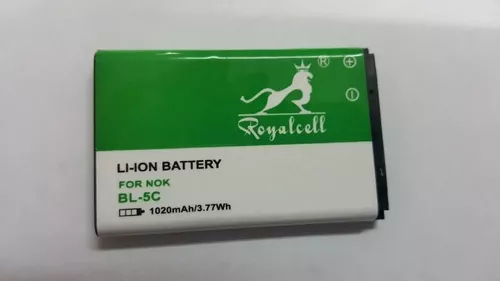 ®
Royalcell
LI-ION BATTERY
FOR NOK
BL-5C
1020mAh/3.77Wh